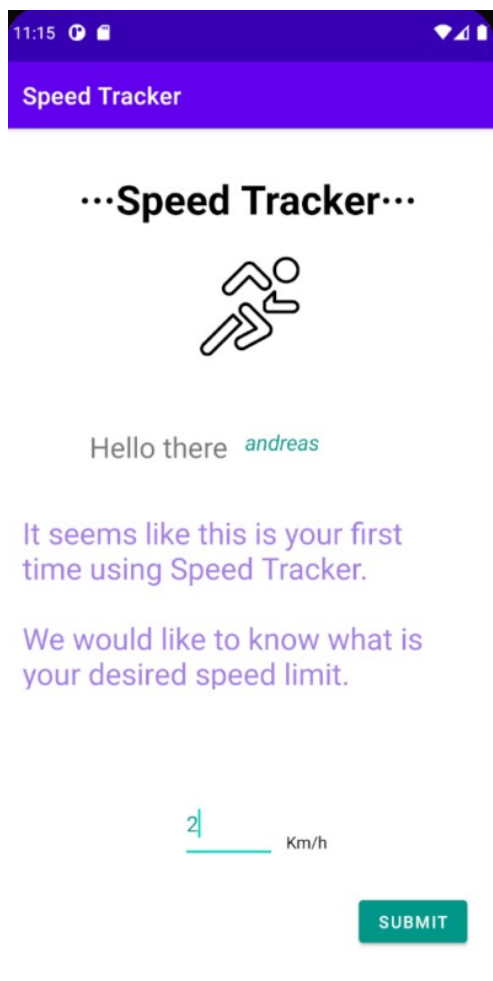 11:15
Speed Tracker
···Speed Tracker···
Hello there andreas
It seems like this is your first
time using Speed Tracker.
We would like to know what is
your desired speed limit.
2 Km/h
SUBMIT